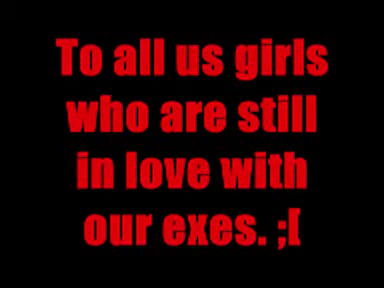 To all us girls
who are still
in love with
our exes. ;[